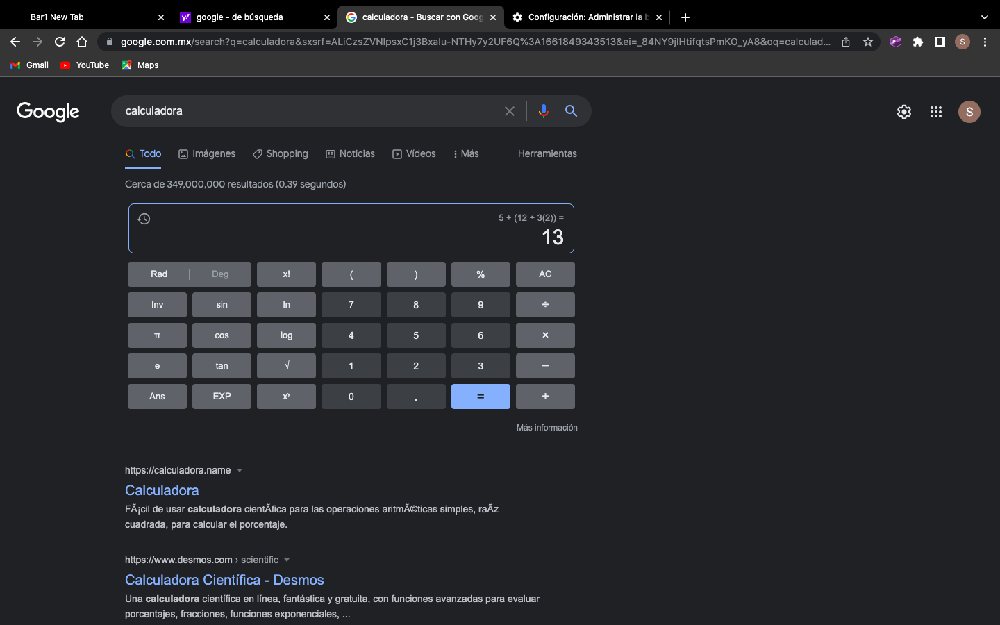 Bar1 New Tab
google - de búsqueda
calculadora - Buscar con Goog
Configuración: Administrar la b
google.com.mx/search?q=calculadora&sxsrf=ALiCzsZVNIpsxC1j3Bxalu-NTHy7y2UF6Q%3A1661849343513&ei=_84NY9jlHtifqtsPmKO_yA8&oq=calculad...
S
Gmail
YouTube
Maps
Google
calculadora
S
Todo
Imágenes
Shopping
Noticias
Vídeos
Más
Herramientas
Cerca de 349,000,000 resultados (0.39 segundos)
5 + (12 ÷ 3(2)) =
13
Rad | Deg x! ( ) % AC
Inv sin ln 7 8 9 ÷
π cos log 4 5 6 ×
e tan √ 1 2 3 −
Ans EXP xʸ 0 . = +
Más información
https://calculadora.name
Calculadora
FÃ¡cil de usar calculadora cientÃfica para las operaciones aritmÃ©ticas simples, raÃz
cuadrada, para calcular el porcentaje.
https://www.desmos.com › scientific
Calculadora Científica - Desmos
Una calculadora científica en línea, fantástica y gratuita, con funciones avanzadas para evaluar
porcentajes, fracciones, funciones exponenciales, ...